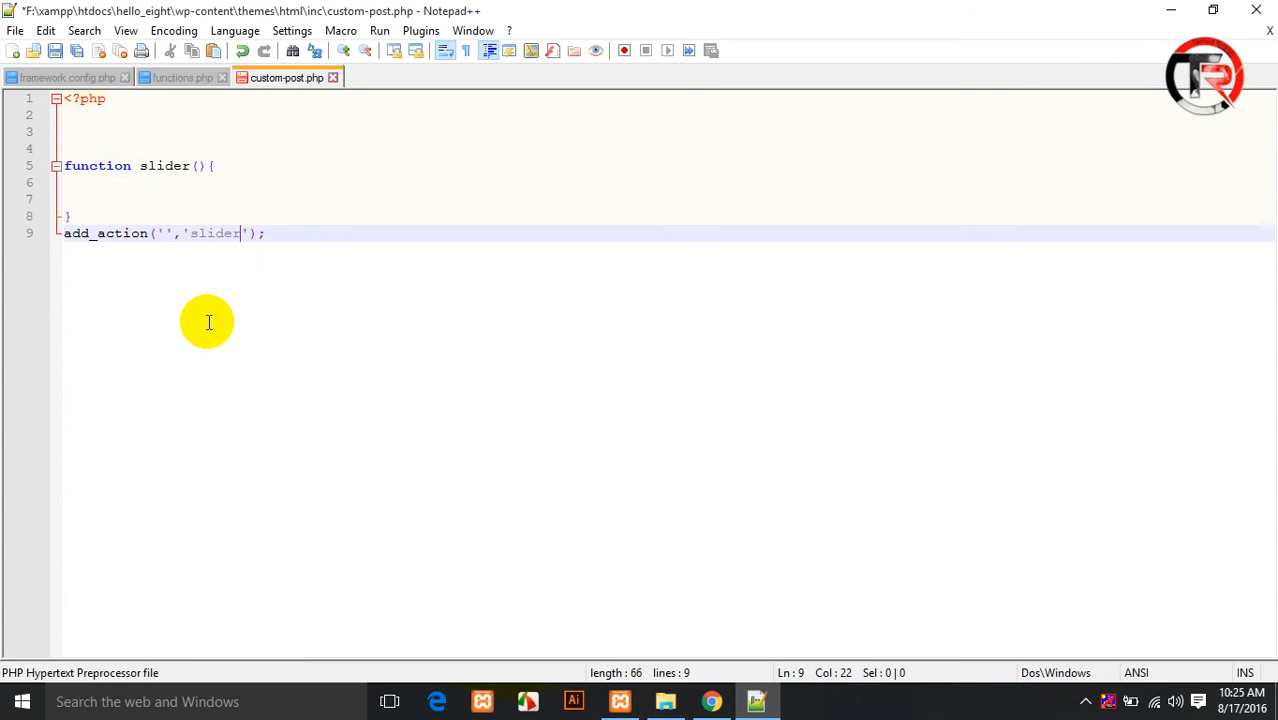 *F:\xampp\htdocs\hello_eight\wp-content\themes\html\inc\custom-post.php - Notepad++
File Edit Search View Encoding Language Settings Macro Run Plugins Window ? X
framework.config.php functions.php custom-post.php
TR
1 <?php
2
3
4
5 function slider(){
6
7
8 }
9 add_action('','slider');
PHP Hypertext Preprocessor file length : 66 lines : 9 Ln : 9 Col : 22 Sel : 0 | 0 Dos\Windows ANSI INS
Search the web and Windows
Ai
10:25 AM
8/17/2016